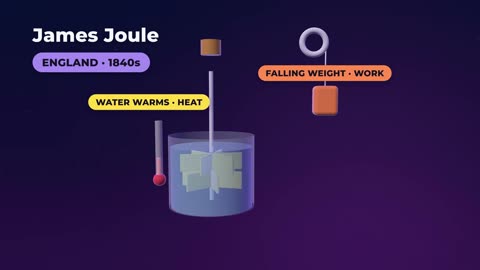 James Joule
ENGLAND · 1840s
FALLING WEIGHT · WORK
WATER WARMS · HEAT